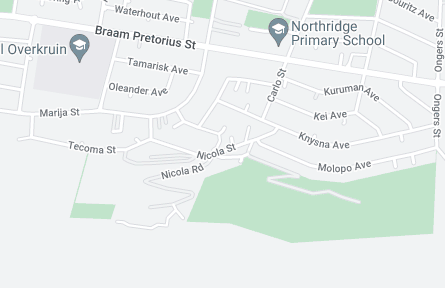 Waterhout Ave
Braam Pretorius St
Northridge
Primary School
Ongers St
l Overkruin
Tamarisk Ave
Oleander Ave
Carlo St
Kuruman Ave
Kei Ave
Ongers St
Marija St
Knysna Ave
Tecoma St
Nicola St
Nicola Rd
Molopo Ave